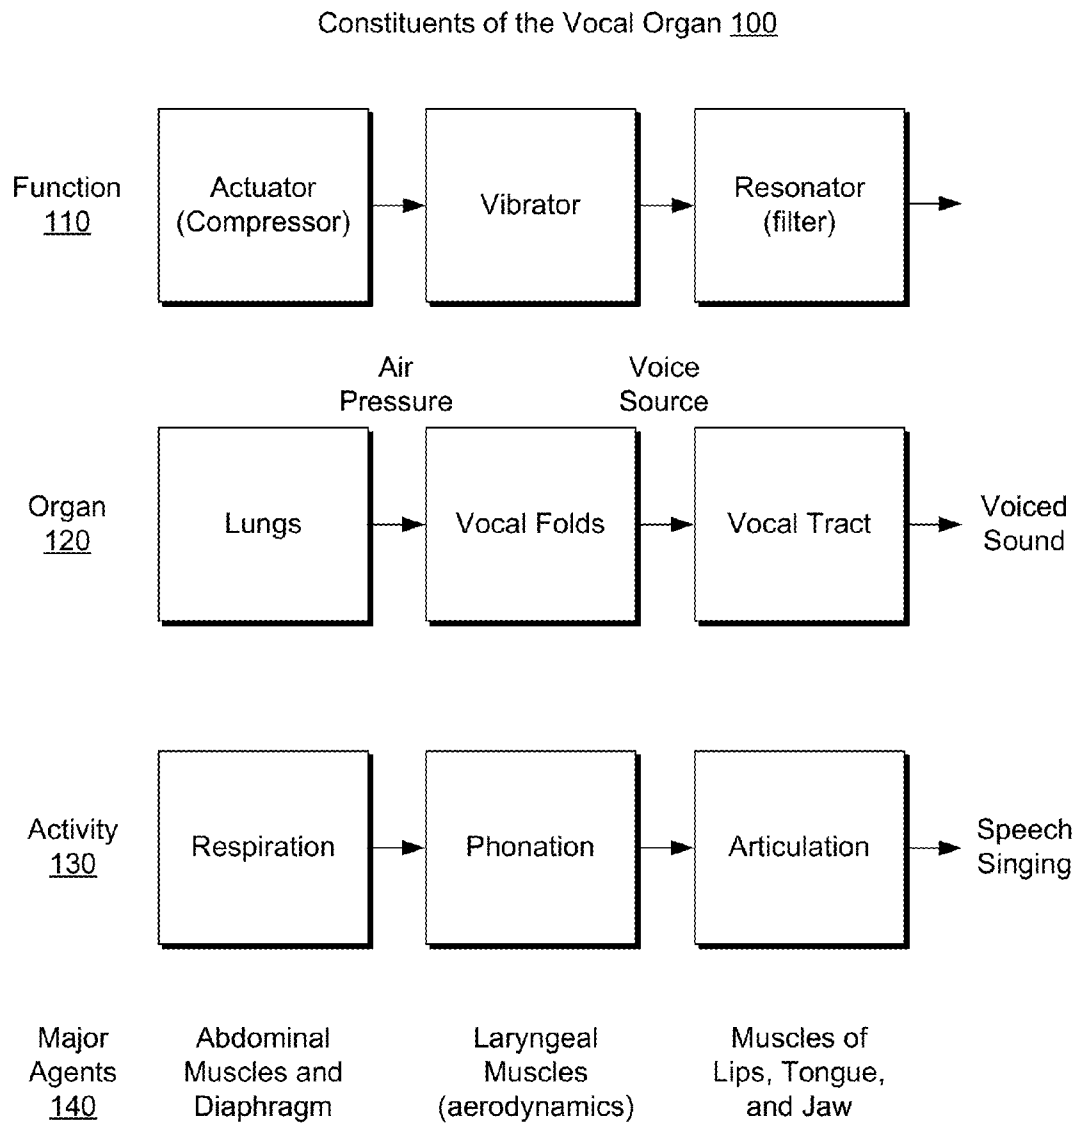 Constituents of the Vocal Organ 100
Function
110
Actuator
(Compressor)
Vibrator
Resonator
(filter)
Air
Pressure
Voice
Source
Organ
120
Lungs
Vocal Folds
Vocal Tract
Voiced
Sound
Activity
130
Respiration
Phonation
Articulation
Speech
Singing
Major
Agents
140
Abdominal
Muscles and
Diaphragm
Laryngeal
Muscles
(aerodynamics)
Muscles of
Lips, Tongue,
and Jaw